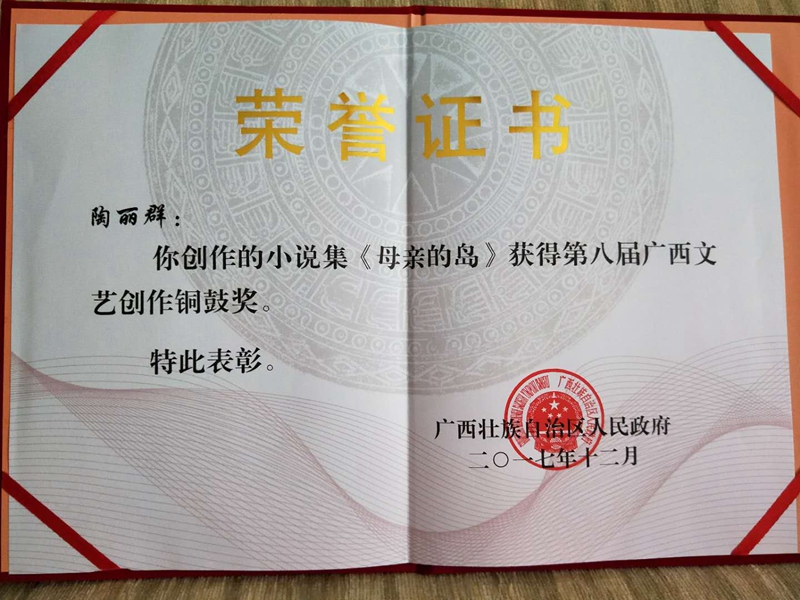 荣誉证书
陶丽群：
你创作的小说集《母亲的岛》获得第八届广西文
艺创作铜鼓奖。
特此表彰。
广西壮族自治区人民政府
二〇一七年十二月